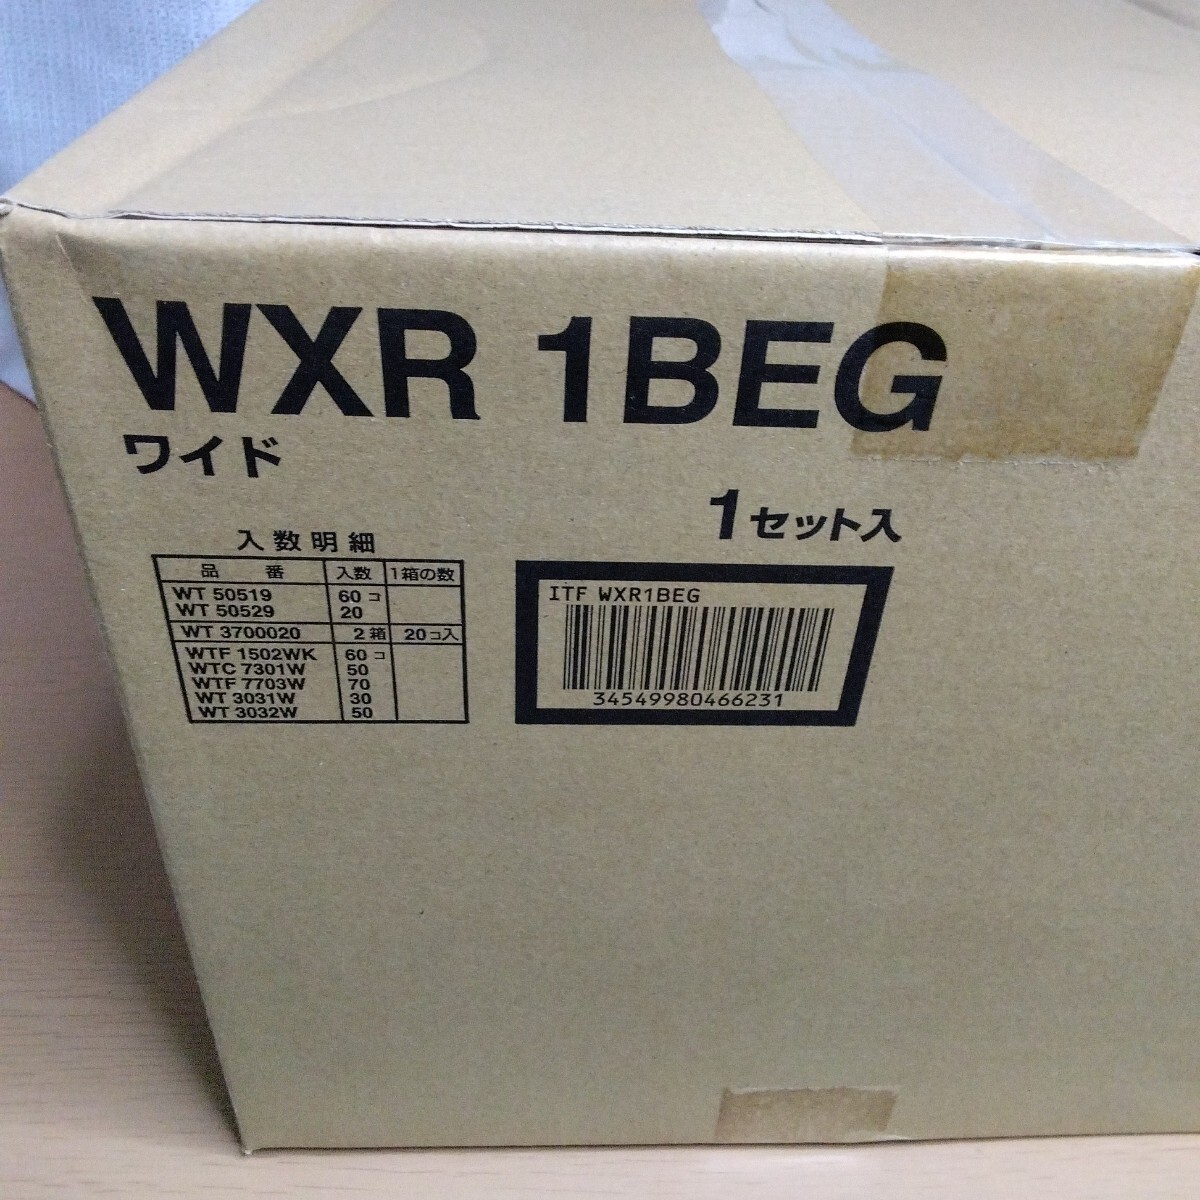 WXR 1BEG
ワイド
1セット入
入数明細
品番 入数 1箱の数
WT 50519 60コ
WT 50529 20
WT 3700020 2箱 20コ入
WTF 1502WK 60コ
WTC 7301W 50
WTF 7703W 70
WT 3031W 30
WT 3032W 50
ITF WXR1BEG
34549980466231